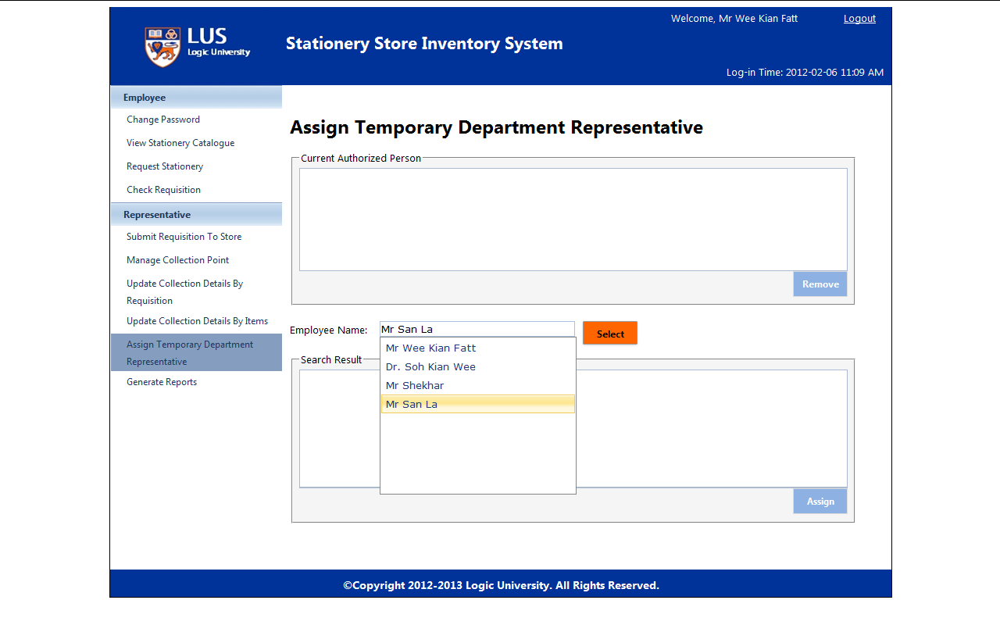 Welcome, Mr Wee Kian Fatt
Logout
LUS
Logic University
Stationery Store Inventory System
Log-in Time: 2012-02-06 11:09 AM
Employee
Change Password
View Stationery Catalogue
Request Stationery
Check Requisition
Representative
Submit Requisition To Store
Manage Collection Point
Update Collection Details By
Requisition
Update Collection Details By Items
Assign Temporary Department
Representative
Generate Reports
Assign Temporary Department Representative
Current Authorized Person
Remove
Employee Name:
Mr San La
Select
Mr Wee Kian Fatt
Dr. Soh Kian Wee
Mr Shekhar
Mr San La
Search Result
Assign
©Copyright 2012-2013 Logic University. All Rights Reserved.